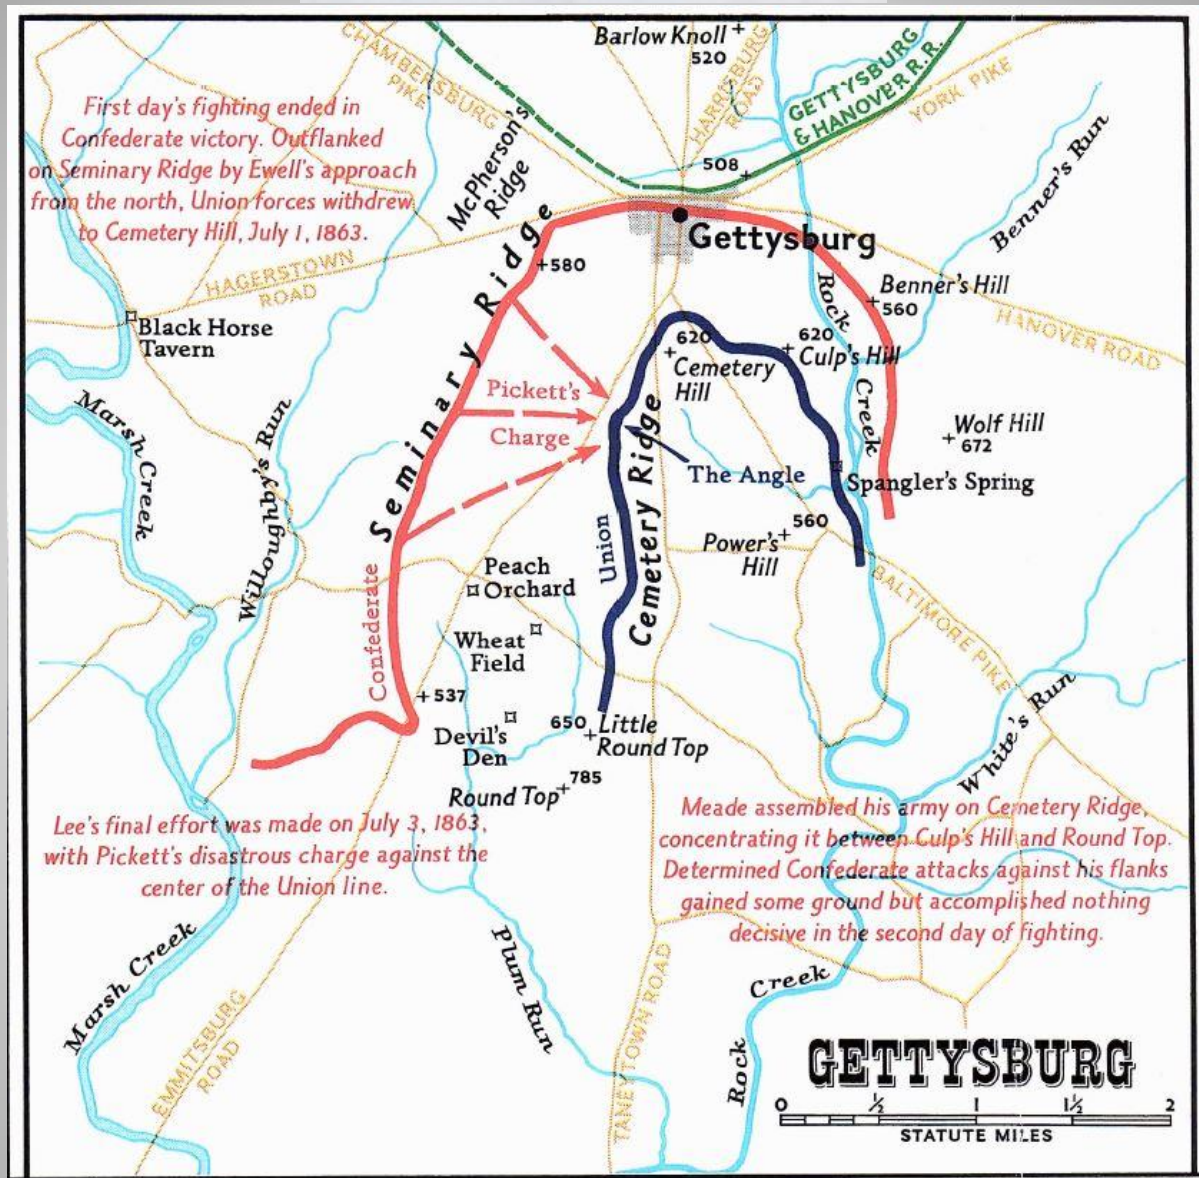 Barlow Knoll
520
CHAMBERSBURG
PIKE
HARRISBURG
ROAD
GETTYSBURG
& HANOVER R.R.
YORK PIKE
First day's fighting ended in
Confederate victory. Outflanked
on Seminary Ridge by Ewell's approach
from the north, Union forces withdrew
to Cemetery Hill, July 1, 1863.
McPherson's
Ridge
508
Benner's Run
Gettysburg
HAGERSTOWN
ROAD
580
Rock
Creek
Benner's Hill
560
HANOVER ROAD
Black Horse
Tavern
Seminary Ridge
620
Cemetery
Hill
620
Culp's Hill
Pickett's
Charge
Marsh Creek
Willoughby's Run
Wolf Hill
672
The Angle
Spangler's Spring
Union
Cemetery Ridge
560
Power's
Hill
Peach
Orchard
Confederate
Wheat
Field
BALTIMORE PIKE
537
Devil's
Den
650
Little
Round Top
White's Run
Round Top
785
Lee's final effort was made on July 3, 1863,
with Pickett's disastrous charge against the
center of the Union line.
Meade assembled his army on Cemetery Ridge,
concentrating it between Culp's Hill and Round Top.
Determined Confederate attacks against his flanks
gained some ground but accomplished nothing
decisive in the second day of fighting.
Marsh Creek
Plum Run
EMMITSBURG
ROAD
TANEYTOWN ROAD
Rock
Creek
GETTYSBURG
0 ½ 1 1½ 2
STATUTE MILES